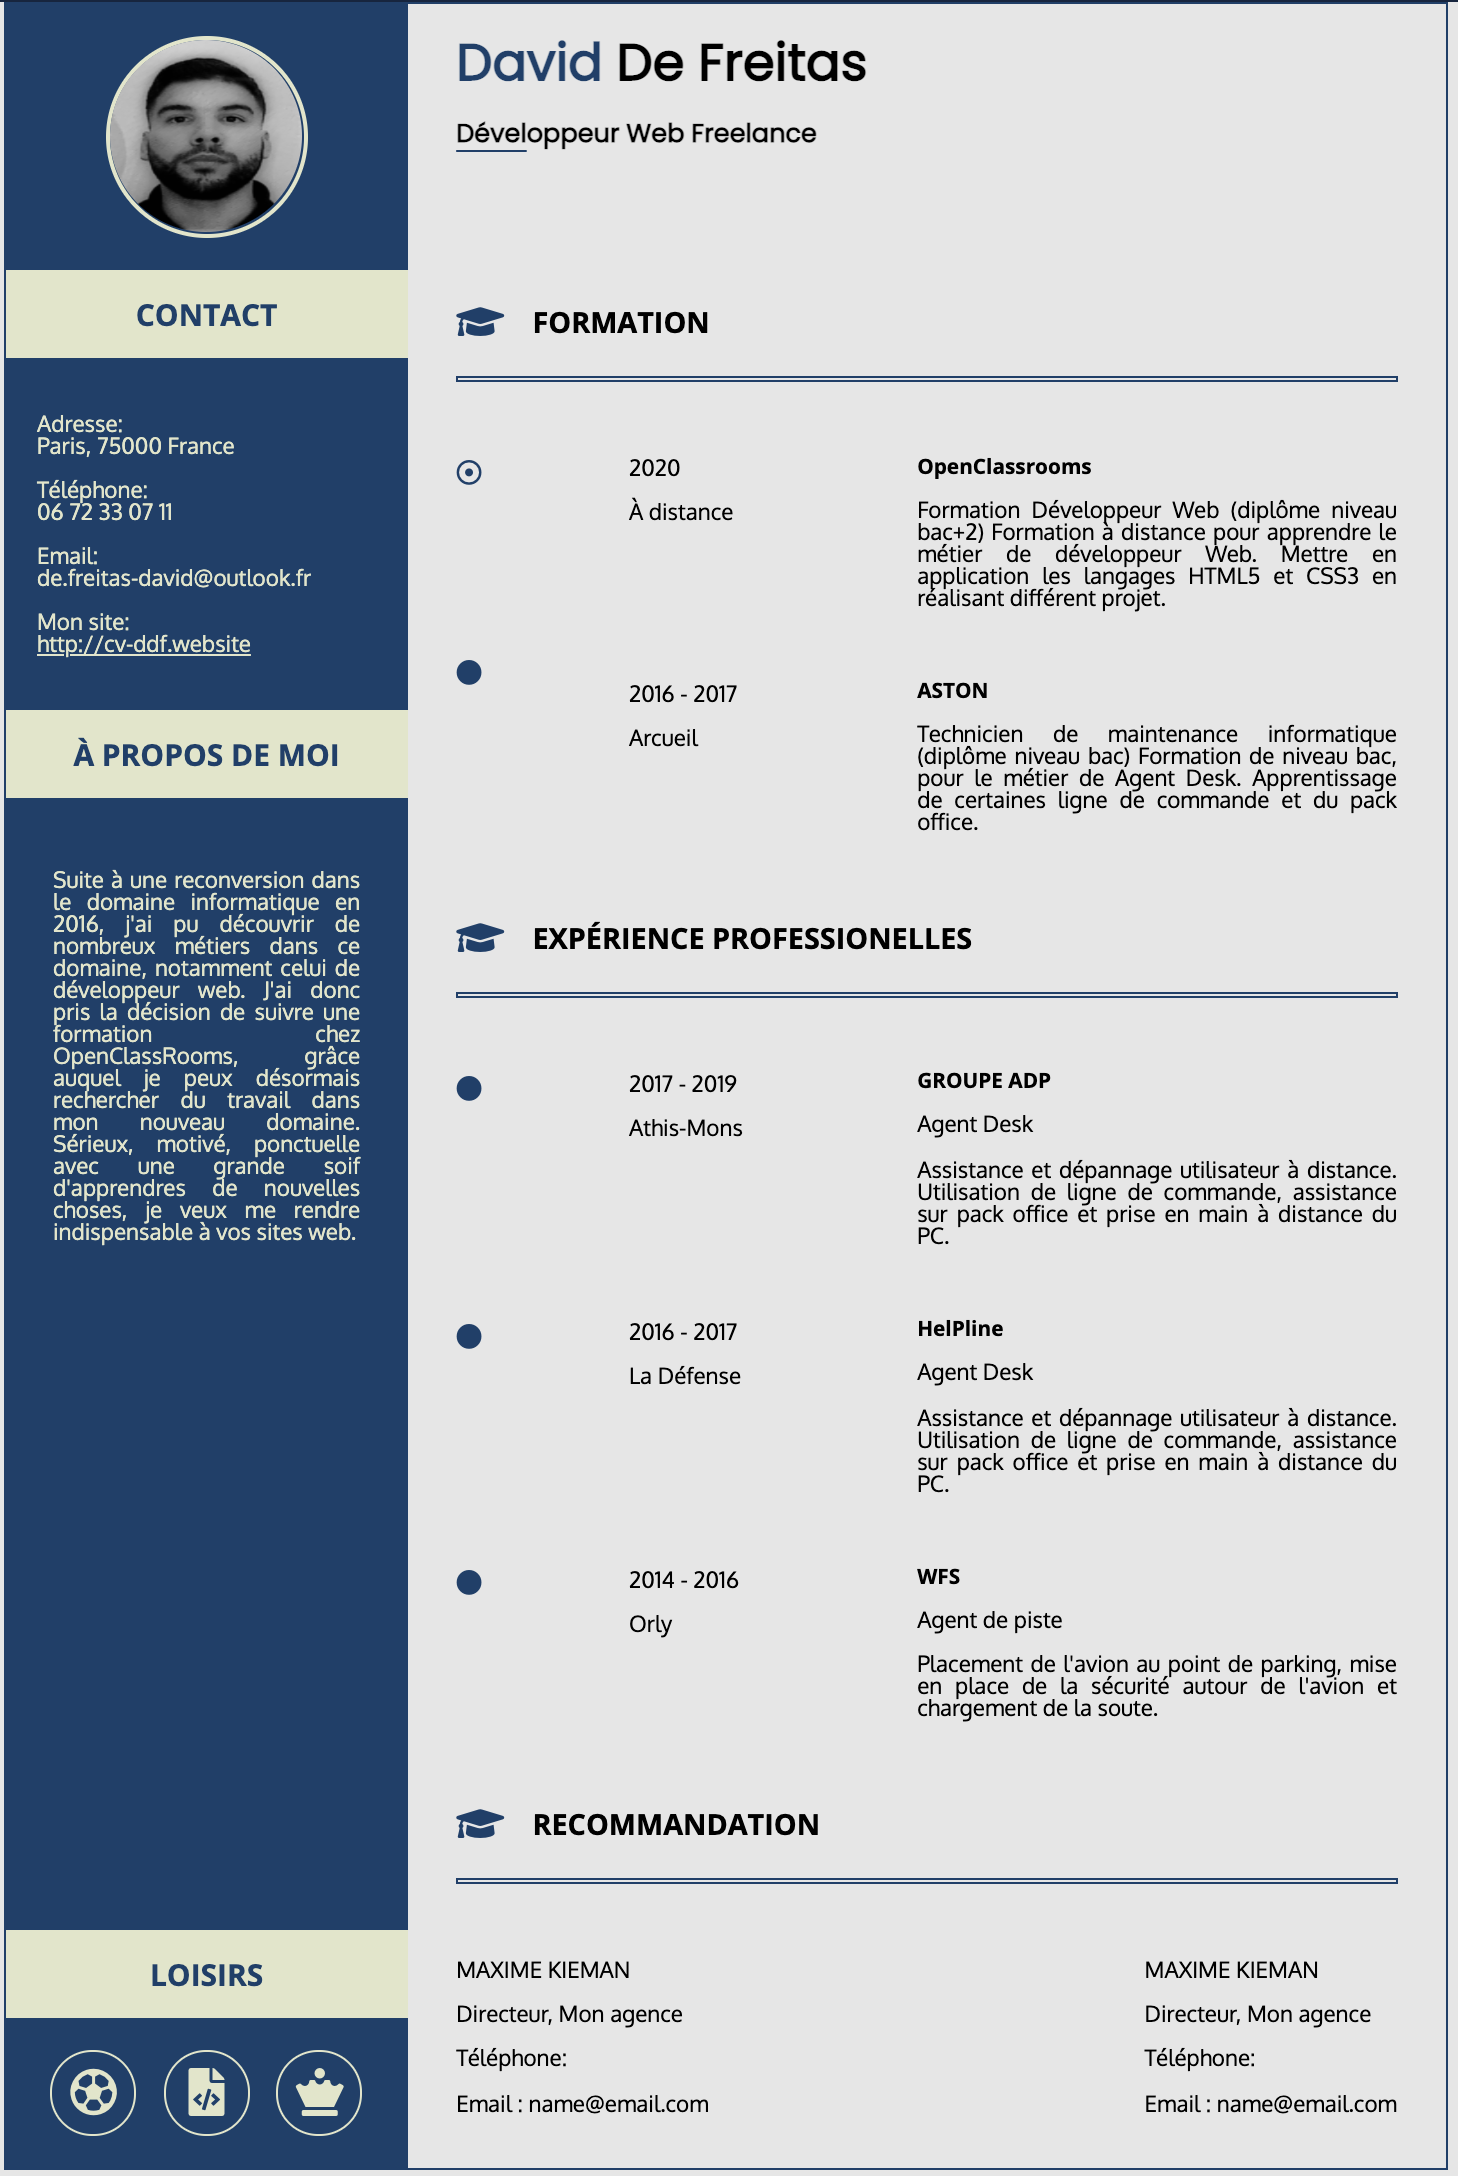 David De Freitas
Développeur Web Freelance
CONTACT
Adresse:
Paris, 75000 France
Téléphone:
06 72 33 07 11
Email:
de.freitas-david@outlook.fr
Mon site:
http://cv-ddf.website
À PROPOS DE MOI
Suite à une reconversion dans
le domaine informatique en
2016, j'ai pu découvrir de
nombreux métiers dans ce
domaine, notamment celui de
développeur web. J'ai donc
pris la décision de suivre une
formation chez
OpenClassRooms, grâce
auquel je peux désormais
rechercher du travail dans
mon nouveau domaine.
Sérieux, motivé, ponctuelle
avec une grande soif
d'apprendres de nouvelles
choses, je veux me rendre
indispensable à vos sites web.
LOISIRS
FORMATION
2020
À distance
OpenClassrooms
Formation Développeur Web (diplôme niveau
bac+2) Formation à distance pour apprendre le
métier de développeur Web. Mettre en
application les langages HTML5 et CSS3 en
réalisant différent projet.
2016 - 2017
Arcueil
ASTON
Technicien de maintenance informatique
(diplôme niveau bac) Formation de niveau bac,
pour le métier de Agent Desk. Apprentissage
de certaines ligne de commande et du pack
office.
EXPÉRIENCE PROFESSIONELLES
2017 - 2019
Athis-Mons
GROUPE ADP
Agent Desk
Assistance et dépannage utilisateur à distance.
Utilisation de ligne de commande, assistance
sur pack office et prise en main à distance du
PC.
2016 - 2017
La Défense
HelPline
Agent Desk
Assistance et dépannage utilisateur à distance.
Utilisation de ligne de commande, assistance
sur pack office et prise en main à distance du
PC.
2014 - 2016
Orly
WFS
Agent de piste
Placement de l'avion au point de parking, mise
en place de la sécurité autour de l'avion et
chargement de la soute.
RECOMMANDATION
MAXIME KIEMAN
Directeur, Mon agence
Téléphone:
Email : name@email.com
MAXIME KIEMAN
Directeur, Mon agence
Téléphone:
Email : name@email.com